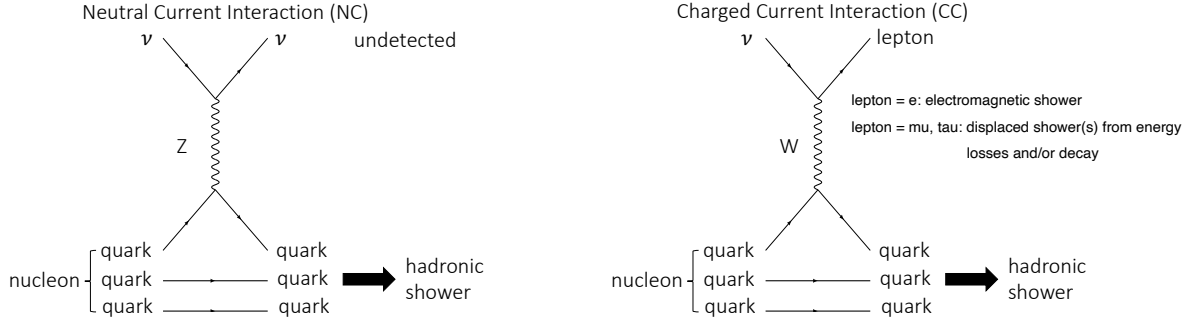 Neutral Current Interaction (NC)
ν
ν
undetected
Z
nucleon
quark
quark
quark
quark
quark
quark
hadronic
shower
Charged Current Interaction (CC)
ν
lepton
lepton = e: electromagnetic shower
lepton = mu, tau: displaced shower(s) from energy
losses and/or decay
W
nucleon
quark
quark
quark
quark
quark
quark
hadronic
shower